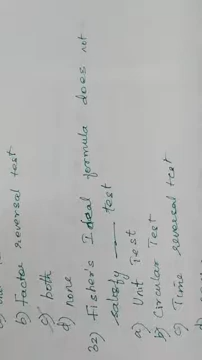 b) Factor reversal test
c) both
d) none
32) Fisher's Ideal formula does not
satisfy ___ test
a) Unit Test
b) Circular Test
c) Time reversal test